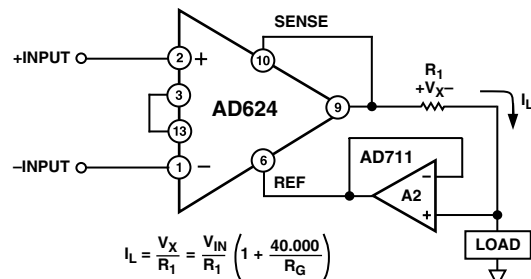 SENSE
+INPUT
2
+
10
R1
+VX−
IL
3
AD624
9
13
−INPUT
1
−
6
AD711
REF
−
A2
+
LOAD
IL = VX/R1 = VIN/R1 (1 + 40.000/RG)